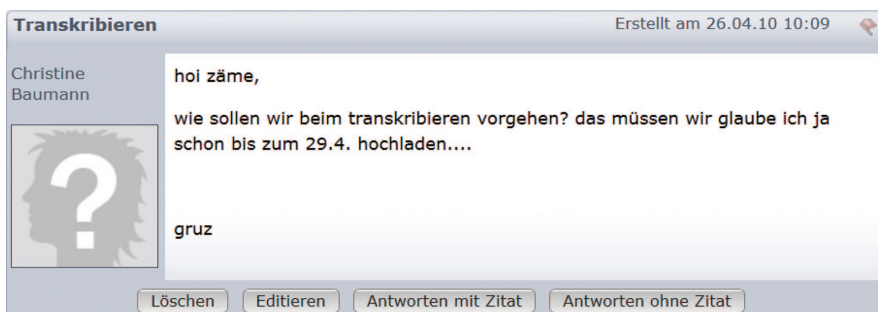 Transkribieren
Erstellt am 26.04.10 10:09
Christine
Baumann
hoi zäme,
wie sollen wir beim transkribieren vorgehen? das müssen wir glaube ich ja
schon bis zum 29.4. hochladen....
gruz
?
Löschen
Editieren
Antworten mit Zitat
Antworten ohne Zitat